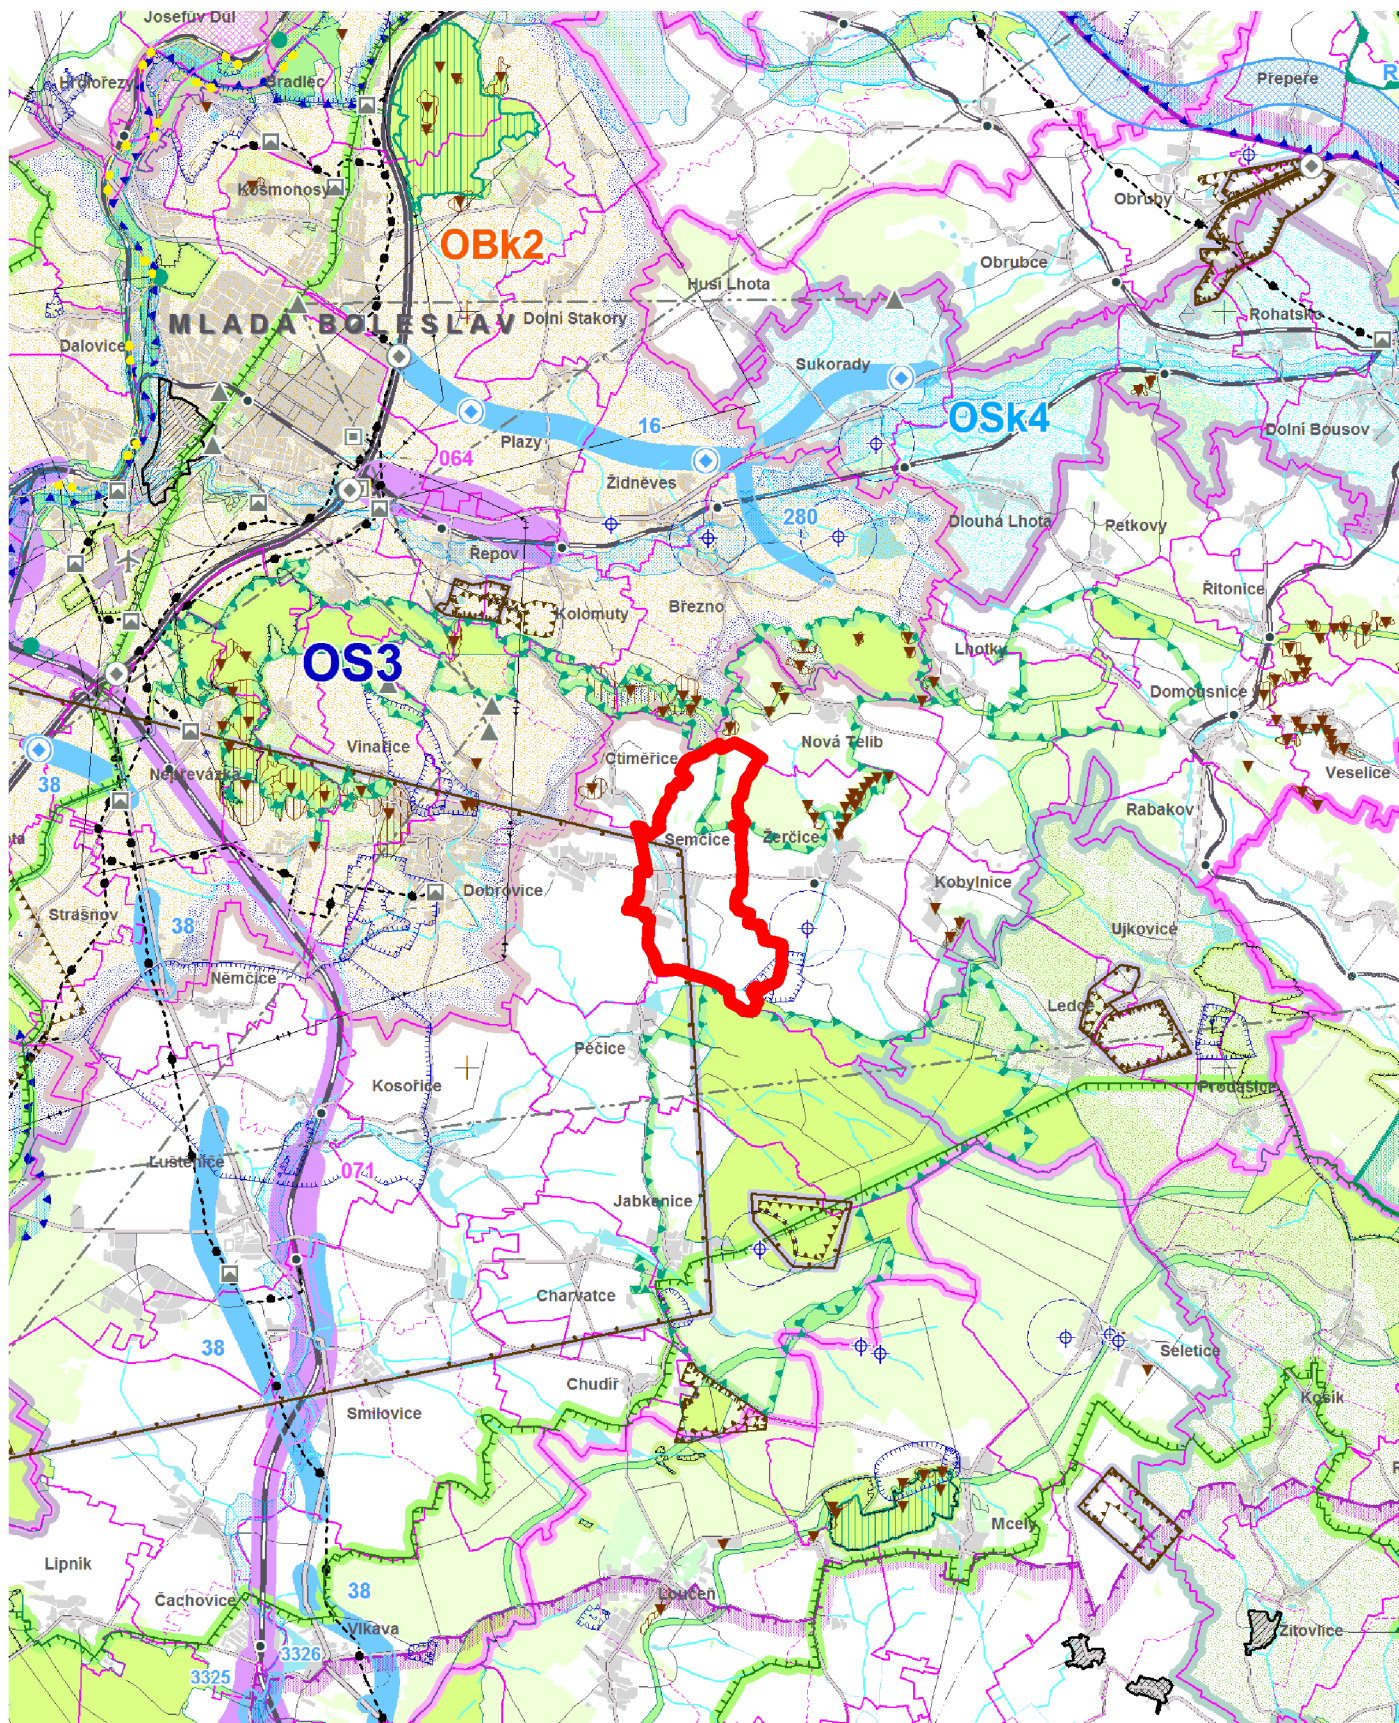 Josefův Důl
Hrdlořezy
Bradlec
Přepeře
Kosmonosy
Obruby
OBk2
Obrubce
Husí Lhota
MLADÁ BOLESLAV
Dolní Stakory
Rohatsko
Dalovice
Sukorady
OSk4
16
Plazy
Dolní Bousov
064
Židněves
280
Dlouhá Lhota
Petkovy
Řepov
Řitonice
Březno
Kolomuty
OS3
Lhotky
Domousnice
Vinařice
Ctiměřice
Nová Telib
Nepřevázka
Veselice
38
Rabakov
Semčice
Žerčice
Dobrovice
Kobylnice
Strašnov
38
Ujkovice
Němčice
Ledce
Pěčice
Kosořice
Prodašice
Luštěnice
071
Jabkenice
Charvatce
38
Seletice
Chudíř
Košík
Smilovice
Mcely
Lipník
Čachovice
38
Loučeň
Vlkava
Žitovlice
3326
3325